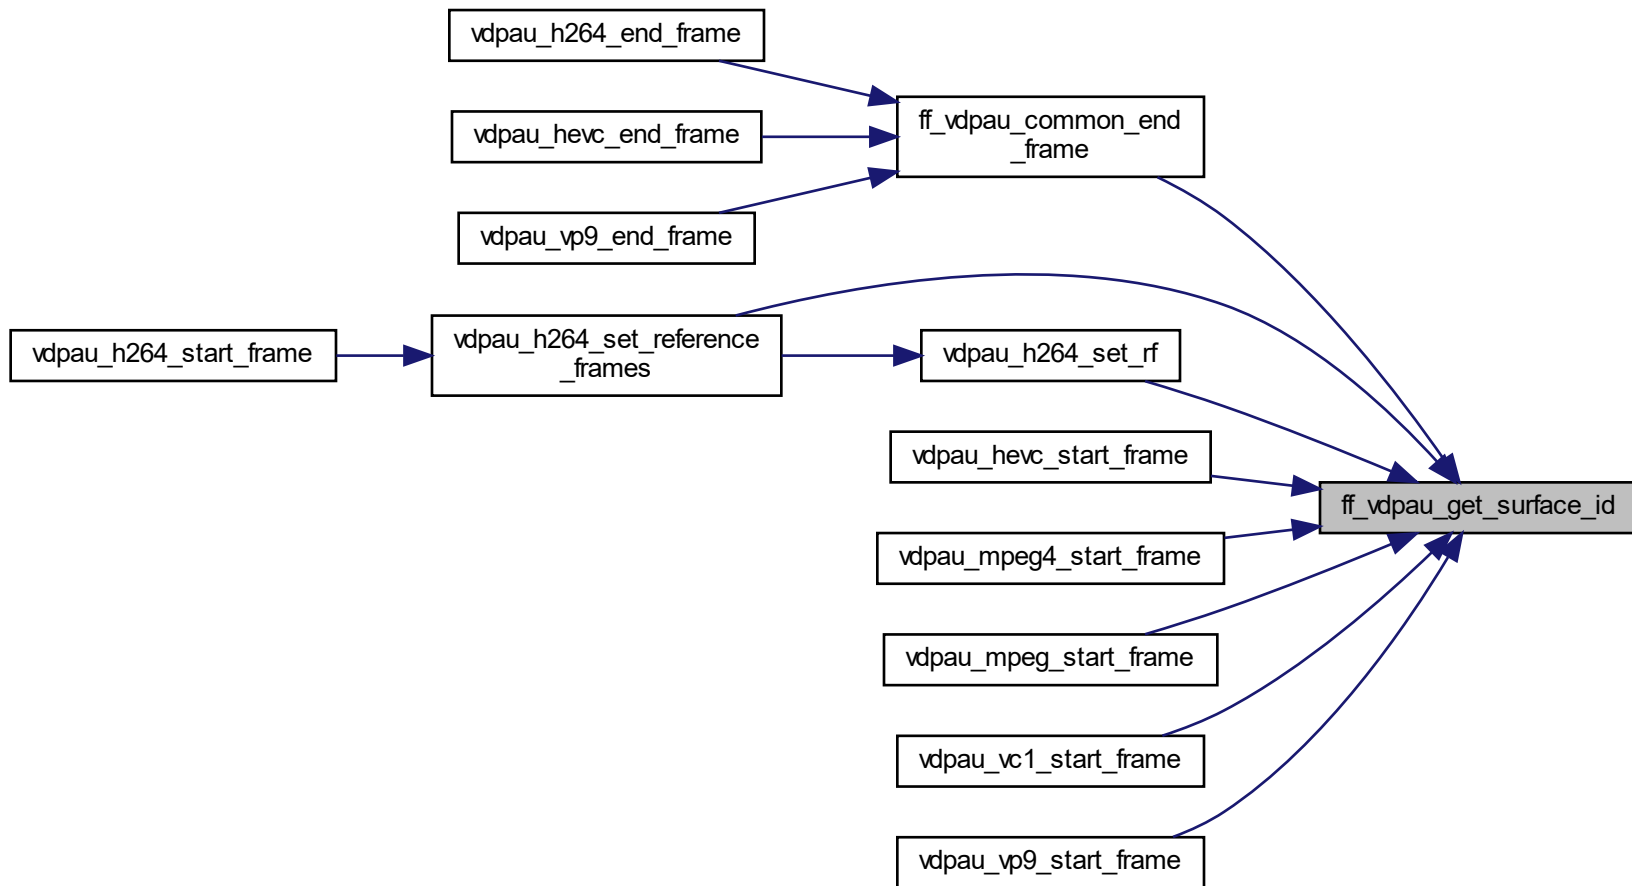 vdpau_h264_end_frame
ff_vdpau_common_end
_frame
vdpau_hevc_end_frame
vdpau_vp9_end_frame
vdpau_h264_start_frame
vdpau_h264_set_reference
_frames
vdpau_h264_set_rf
vdpau_hevc_start_frame
ff_vdpau_get_surface_id
vdpau_mpeg4_start_frame
vdpau_mpeg_start_frame
vdpau_vc1_start_frame
vdpau_vp9_start_frame